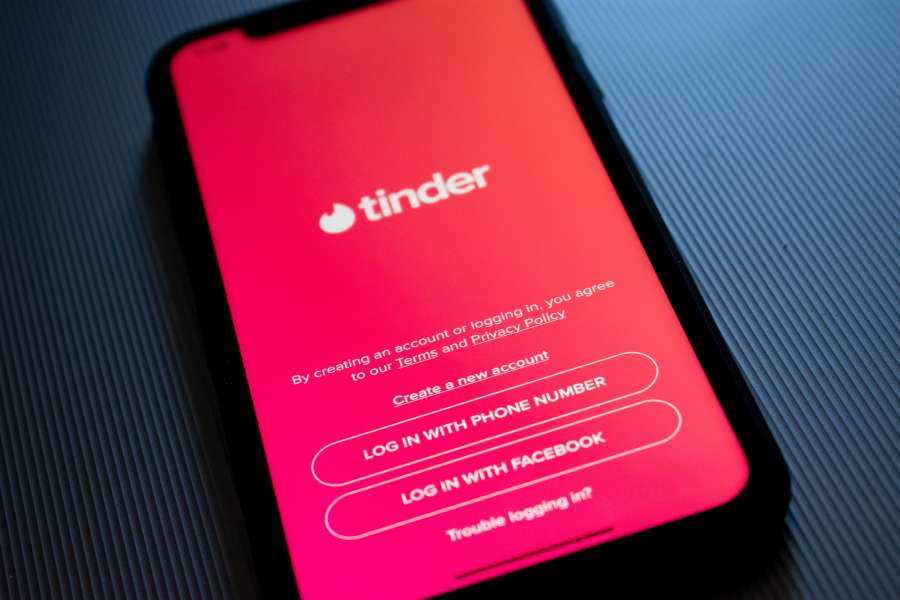 tinder
By creating an account or logging in, you agree
to our Terms and Privacy Policy
Create a new account
LOG IN WITH PHONE NUMBER
LOG IN WITH FACEBOOK
Trouble logging in?